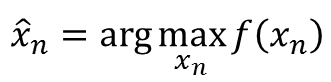 x̂ₙ = arg max f(xₙ)
xₙ